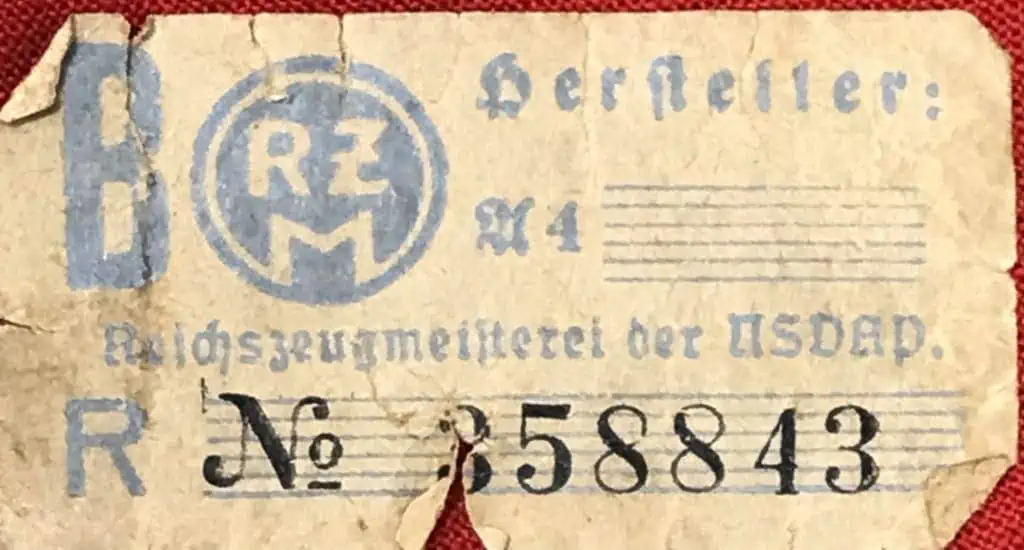 B RZM Hersteller:
A4
Reichszeugmeisterei der NSDAP.
R № 358843